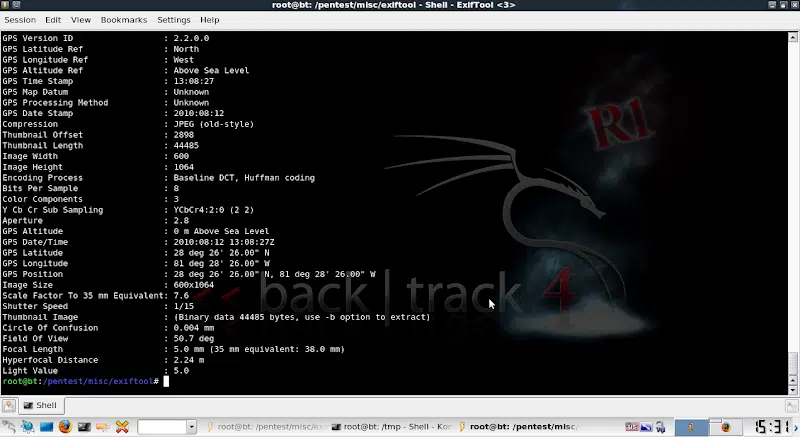 root@bt: /pentest/misc/exiftool - Shell - ExifTool <3>
Session Edit View Bookmarks Settings Help
GPS Version ID : 2.2.0.0
GPS Latitude Ref : North
GPS Longitude Ref : West
GPS Altitude Ref : Above Sea Level
GPS Time Stamp : 13:08:27
GPS Map Datum : Unknown
GPS Processing Method : Unknown
GPS Date Stamp : 2010:08:12
Compression : JPEG (old-style)
Thumbnail Offset : 2898
Thumbnail Length : 44485
Image Width : 600
Image Height : 1064
Encoding Process : Baseline DCT, Huffman coding
Bits Per Sample : 8
Color Components : 3
Y Cb Cr Sub Sampling : YCbCr4:2:0 (2 2)
Aperture : 2.8
GPS Altitude : 0 m Above Sea Level
GPS Date/Time : 2010:08:12 13:08:27Z
GPS Latitude : 28 deg 26' 26.00" N
GPS Longitude : 81 deg 28' 26.00" W
GPS Position : 28 deg 26' 26.00" N, 81 deg 28' 26.00" W
Image Size : 600x1064
Scale Factor To 35 mm Equivalent: 7.6
Shutter Speed : 1/15
Thumbnail Image : (Binary data 44485 bytes, use -b option to extract)
Circle Of Confusion : 0.004 mm
Field Of View : 50.7 deg
Focal Length : 5.0 mm (35 mm equivalent: 38.0 mm)
Hyperfocal Distance : 2.24 m
Light Value : 5.0
root@bt:/pentest/misc/exiftool#
R1
<< back | track 4
Shell
root@bt: /pentest/misc/ex
root@bt: /tmp - Shell - Kor
root@bt: /pentest/misc/
US
15:31